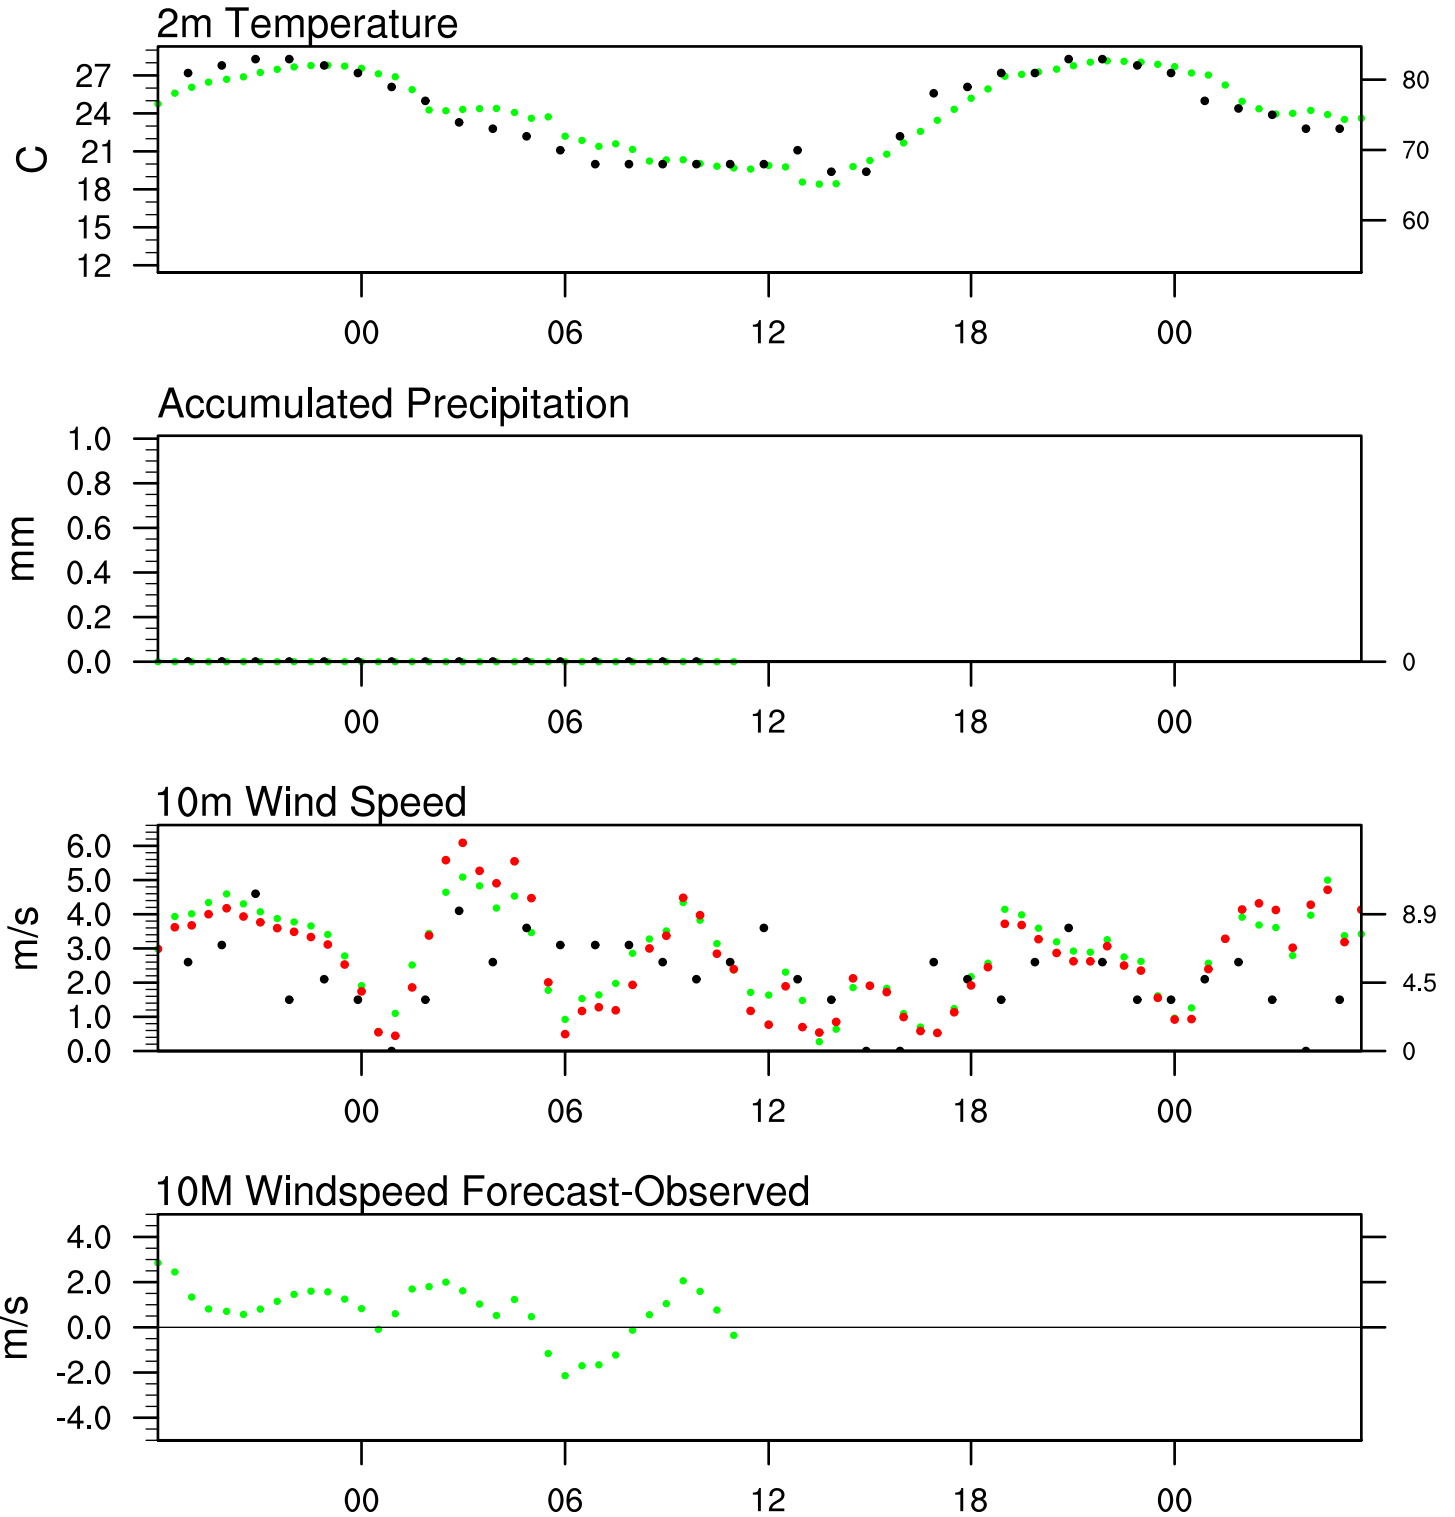 2m Temperature
27
24
21
18
15
12
C
80
70
60
00 06 12 18 00
Accumulated Precipitation
1.0
0.8
0.6
0.4
0.2
0.0
mm
0
00 06 12 18 00
10m Wind Speed
6.0
5.0
4.0
3.0
2.0
1.0
0.0
m/s
8.9
4.5
0
00 06 12 18 00
10M Windspeed Forecast-Observed
4.0
2.0
0.0
-2.0
-4.0
m/s
00 06 12 18 00